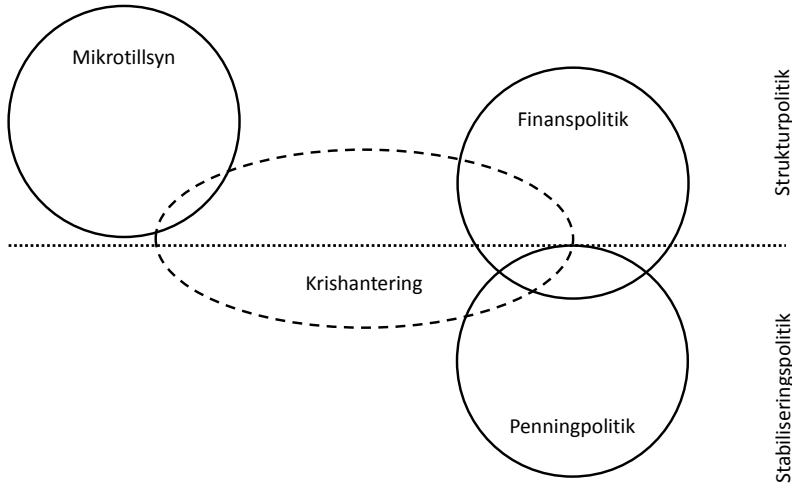 Mikrotillsyn
Finanspolitik
Strukturpolitik
Krishantering
Penningpolitik
Stabiliseringspolitik